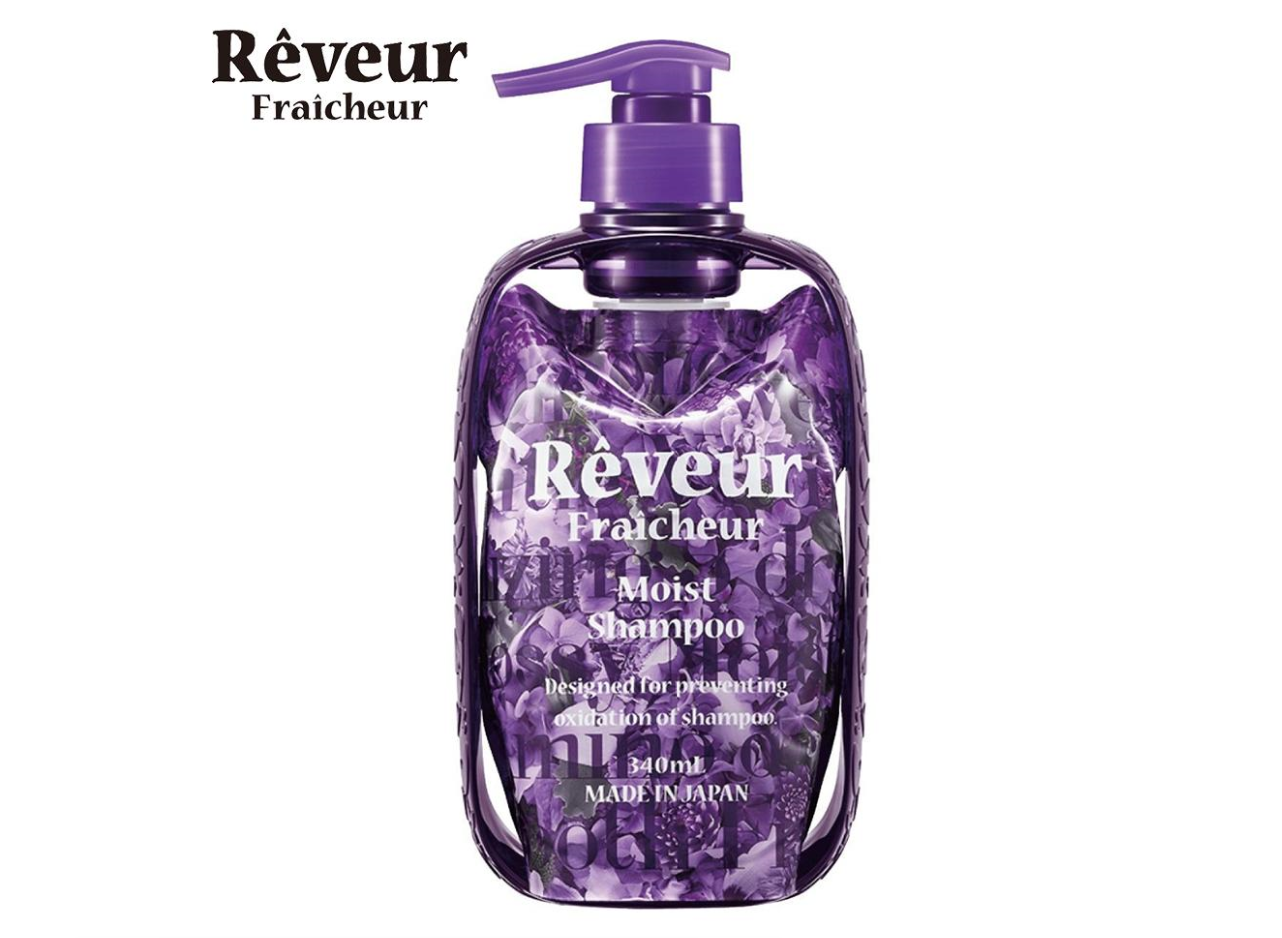 Rêveur
Fraîcheur
Rêveur
Fraîcheur
Moist
Shampoo
Designed for preventing
oxidation of shampoo.
340mL
MADE IN JAPAN